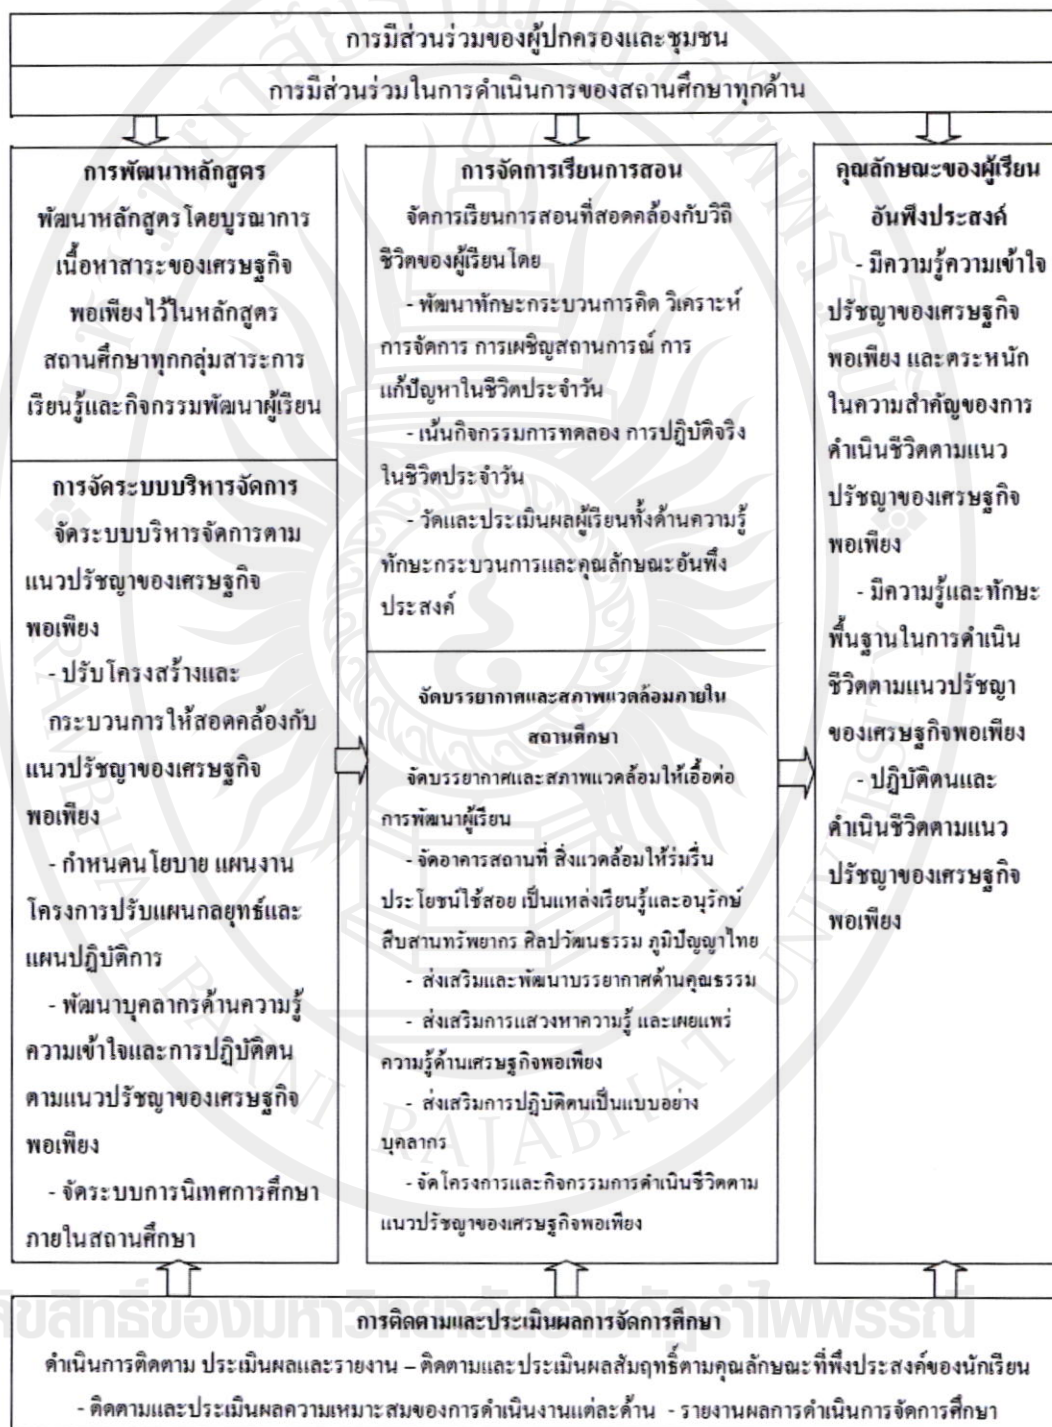 การมีส่วนร่วมของผู้ปกครองและชุมชน
การมีส่วนร่วมในการดำเนินการของสถานศึกษาทุกด้าน
การพัฒนาหลักสูตร
พัฒนาหลักสูตรโดยบูรณาการ
เนื้อหาสาระของเศรษฐกิจ
พอเพียงไว้ในหลักสูตร
สถานศึกษาทุกกลุ่มสาระการ
เรียนรู้และกิจกรรมพัฒนาผู้เรียน
การจัดระบบบริหารจัดการ
จัดระบบบริหารจัดการตาม
แนวปรัชญาของเศรษฐกิจ
พอเพียง
- ปรับโครงสร้างและ
กระบวนการให้สอดคล้องกับ
แนวปรัชญาของเศรษฐกิจ
พอเพียง
- กำหนดนโยบาย แผนงาน
โครงการปรับแผนกลยุทธ์และ
แผนปฏิบัติการ
- พัฒนาบุคลากรด้านความรู้
ความเข้าใจและการปฏิบัติตน
ตามแนวปรัชญาของเศรษฐกิจ
พอเพียง
- จัดระบบการนิเทศการศึกษา
ภายในสถานศึกษา
การจัดการเรียนการสอน
จัดการเรียนการสอนที่สอดคล้องกับวิถี
ชีวิตของผู้เรียนโดย
- พัฒนาทักษะกระบวนการคิด วิเคราะห์
การจัดการ การเผชิญสถานการณ์ การ
แก้ปัญหาในชีวิตประจำวัน
- เน้นกิจกรรมการทดลอง การปฏิบัติจริง
ในชีวิตประจำวัน
- วัดและประเมินผลผู้เรียนทั้งด้านความรู้
ทักษะกระบวนการและคุณลักษณะอันพึง
ประสงค์
จัดบรรยากาศและสภาพแวดล้อมภายใน
สถานศึกษา
จัดบรรยากาศและสภาพแวดล้อมให้เอื้อต่อ
การพัฒนาผู้เรียน
- จัดอาคารสถานที่ สิ่งแวดล้อมให้ร่มรื่น
ประโยชน์ใช้สอย เป็นแหล่งเรียนรู้และอนุรักษ์
สืบสานทรัพยากร ศิลปวัฒนธรรม ภูมิปัญญาไทย
- ส่งเสริมและพัฒนาบรรยากาศด้านคุณธรรม
- ส่งเสริมการแสวงหาความรู้ และเผยแพร่
ความรู้ด้านเศรษฐกิจพอเพียง
- ส่งเสริมการปฏิบัติตนเป็นแบบอย่าง
บุคลากร
- จัดโครงการและกิจกรรมการดำเนินชีวิตตาม
แนวปรัชญาของเศรษฐกิจพอเพียง
คุณลักษณะของผู้เรียน
อันพึงประสงค์
- มีความรู้ความเข้าใจ
ปรัชญาของเศรษฐกิจ
พอเพียง และตระหนัก
ในความสำคัญของการ
ดำเนินชีวิตตามแนว
ปรัชญาของเศรษฐกิจ
พอเพียง
- มีความรู้และทักษะ
พื้นฐานในการดำเนิน
ชีวิตตามแนวปรัชญา
ของเศรษฐกิจพอเพียง
- ปฏิบัติตนและ
ดำเนินชีวิตตามแนว
ปรัชญาของเศรษฐกิจ
พอเพียง
การติดตามและประเมินผลการจัดการศึกษา
ดำเนินการติดตาม ประเมินผลและรายงาน – ติดตามและประเมินผลสัมฤทธิ์ตามคุณลักษณะที่พึงประสงค์ของนักเรียน
- ติดตามและประเมินผลความเหมาะสมของการดำเนินงานแต่ละด้าน - รายงานผลการดำเนินการจัดการศึกษา
RAJABHAT UNIVERSITY